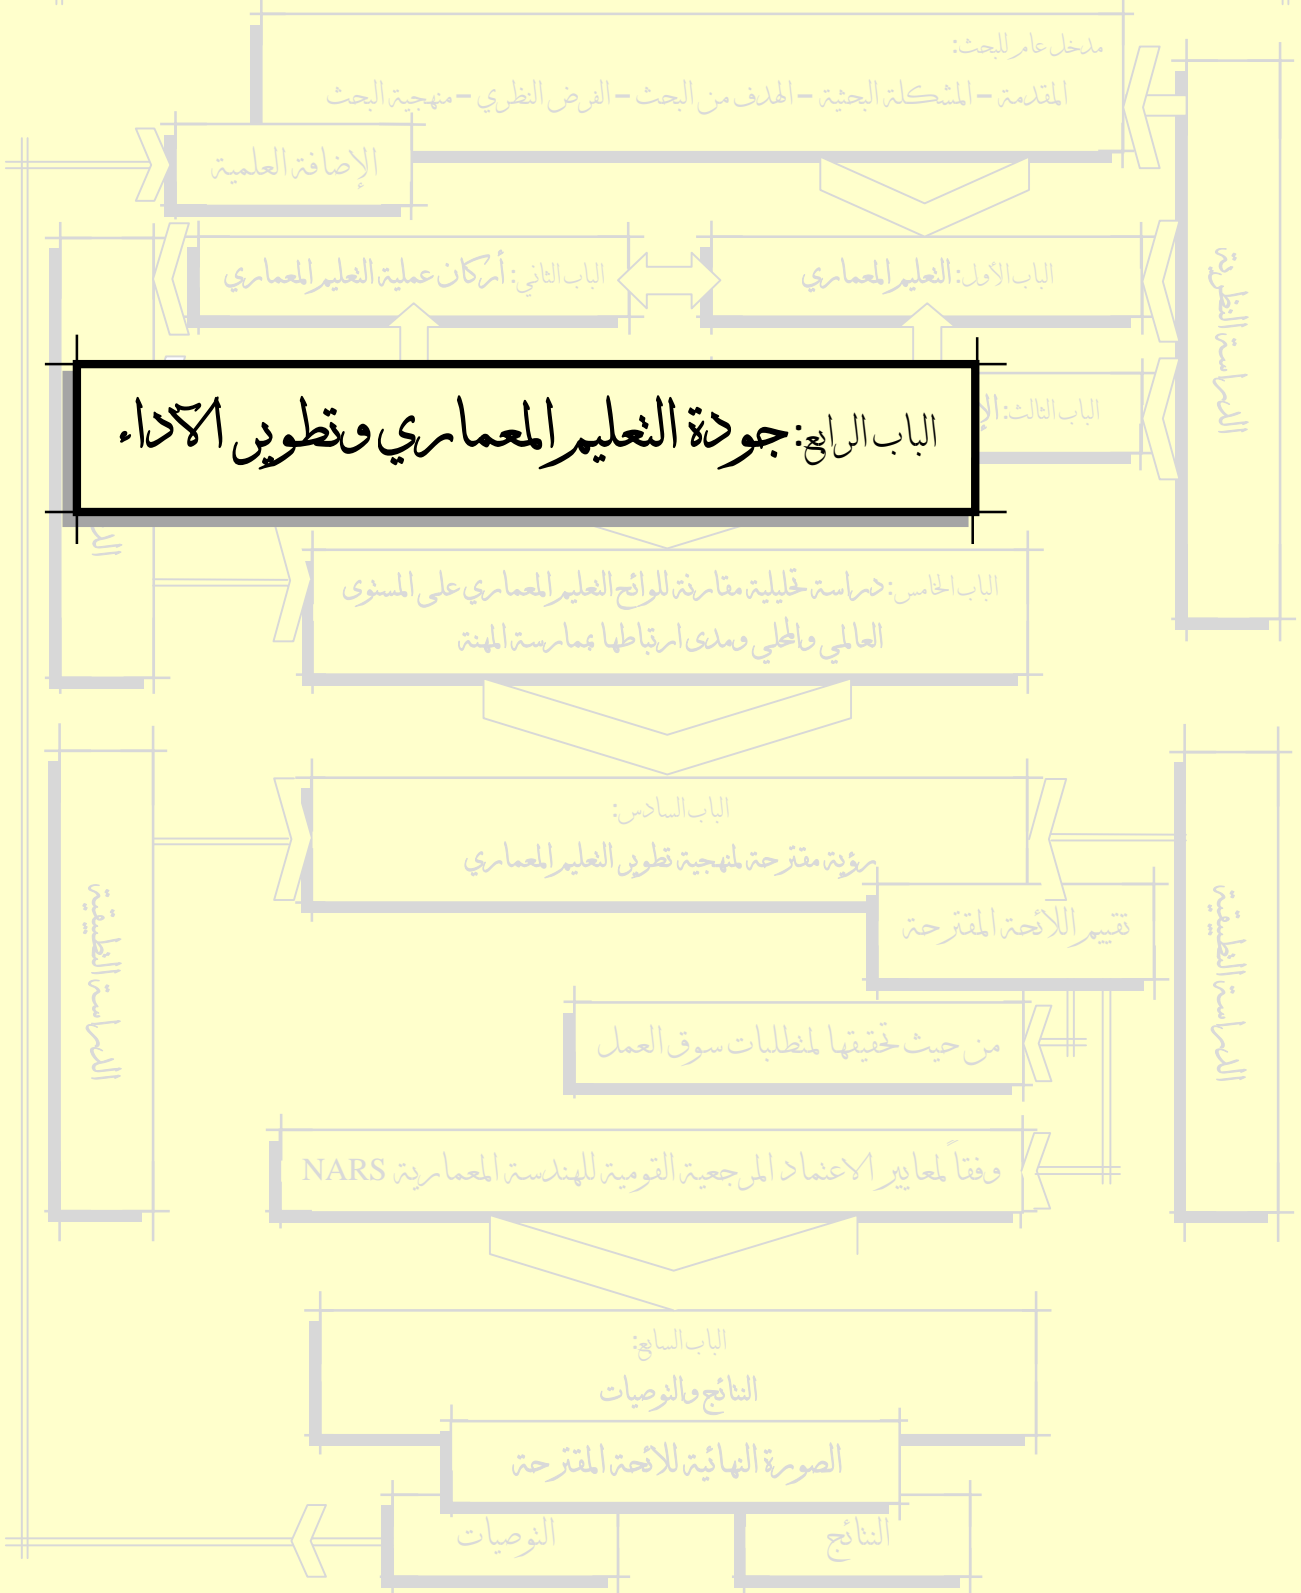 مدخل عام للبحث:
المقدمة – المشكلة البحثية – الهدف من البحث – الفرض النظري – منهجية البحث
الإضافة العلمية
الباب الأول: التعليم المعماري
الباب الثاني: أركان عملية التعليم المعماري
الدراسة النظرية
الباب الثالث:
الباب الرابع: جودة التعليم المعماري وتطوير الآداء
الباب الخامس: دراسة تحليلية مقارنة للوائح التعليم المعماري على المستوى
العالمي والمحلي ومدى ارتباطها بممارسة المهنة
الباب السادس:
رؤية مقترحة لمنهجية تطوير التعليم المعماري
تقييم اللائحة المقترحة
الدراسة التطبيقية
الدراسة التطبيقية
من حيث تحقيقها لمتطلبات سوق العمل
وفقاً لمعايير الاعتماد المرجعية القومية للهندسة المعمارية NARS
الباب السابع:
النتائج والتوصيات
الصورة النهائية للائحة المقترحة
النتائج
التوصيات